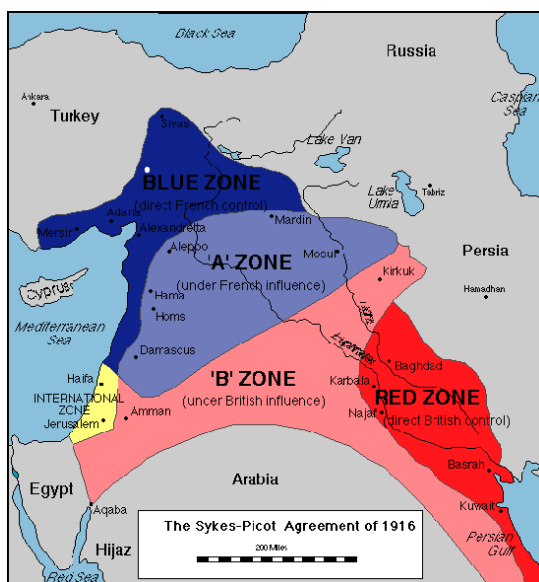 Black Sea
Russia
Ankara
Turkey
Sivas
Caspian
Sea
Lake Van
BLUE ZONE
(direct French control)
Lake
Urmia
Tabriz
Adana
Mersin
Alexandretta
Mardin
Aleppo
'A' ZONE
(under French influence)
Mosul
Persia
Kirkuk
Hamadhan
Cyprus
Hama
Homs
Mediterranean
Sea
Tigris
Euphrates
Damascus
Baghdad
Haifa
'B' ZONE
(under British influence)
Karbala
RED ZONE
(direct British control)
INTERNATIONAL
ZONE
Jerusalem
Amman
Najaf
Basrah
Egypt
Arabia
Aqaba
Kuwait
The Sykes-Picot Agreement of 1916
200 Miles
Persian
Gulf
Hijaz
Red Sea